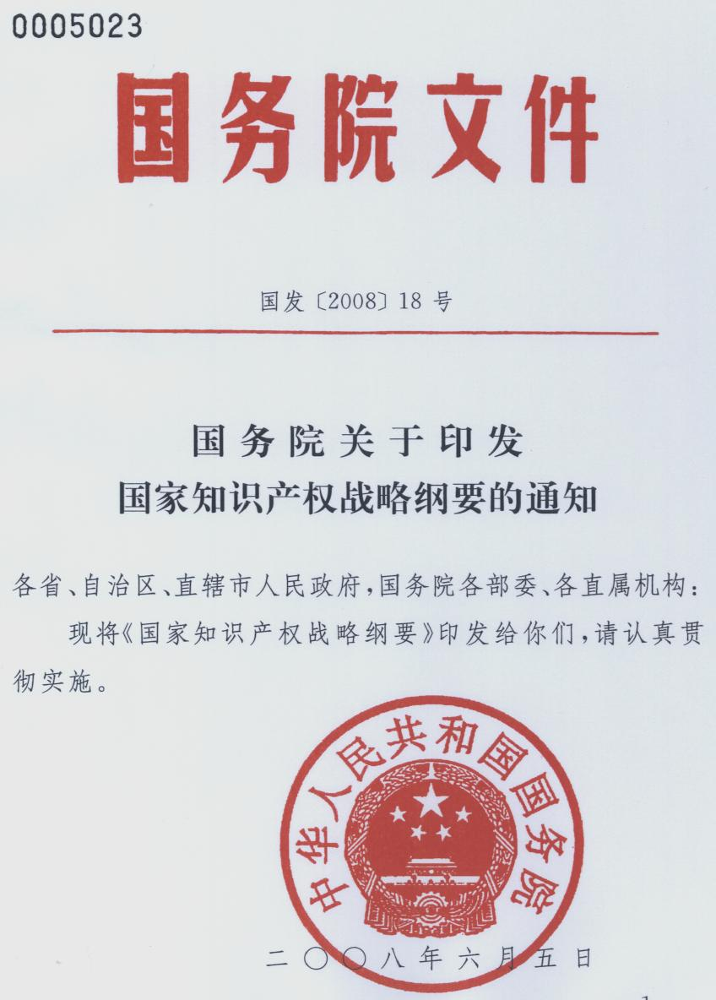 0005023
国务院文件
国发〔2008〕18 号
国务院关于印发
国家知识产权战略纲要的通知
各省、自治区、直辖市人民政府,国务院各部委、各直属机构:
现将《国家知识产权战略纲要》印发给你们,请认真贯
彻实施。
中华人民共和国国务院
二〇〇八年六月五日